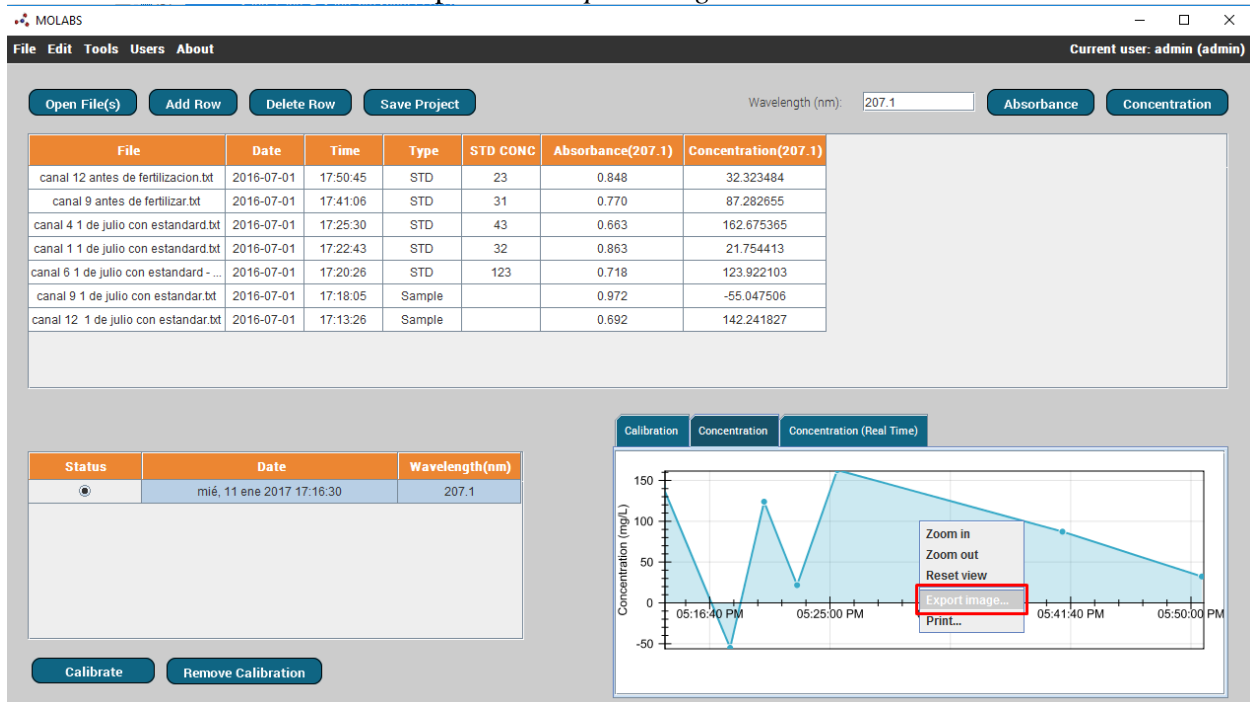 MOLABS
File Edit Tools Users About
Current user: admin (admin)
Open File(s) Add Row Delete Row Save Project Wavelength (nm): 207.1 Absorbance Concentration
File Date Time Type STD CONC Absorbance(207.1) Concentration(207.1)
canal 12 antes de fertilizacion.txt 2016-07-01 17:50:45 STD 23 0.848 32.323484
canal 9 antes de fertilizar.txt 2016-07-01 17:41:06 STD 31 0.770 87.282655
canal 4 1 de julio con estandard.txt 2016-07-01 17:25:30 STD 43 0.663 162.675365
canal 1 1 de julio con estandard.txt 2016-07-01 17:22:43 STD 32 0.863 21.754413
canal 6 1 de julio con estandard - ... 2016-07-01 17:20:26 STD 123 0.718 123.922103
canal 9 1 de julio con estandar.txt 2016-07-01 17:18:05 Sample 0.972 -55.047506
canal 12 1 de julio con estandar.txt 2016-07-01 17:13:26 Sample 0.692 142.241827
Status Date Wavelength(nm)
mié, 11 ene 2017 17:16:30 207.1
Calibrate Remove Calibration
Calibration Concentration Concentration (Real Time)
Concentration (mg/L)
150
100
50
0
-50
05:16:40 PM 05:25:00 PM 05:41:40 PM 05:50:00 PM
Zoom in
Zoom out
Reset view
Export image...
Print...